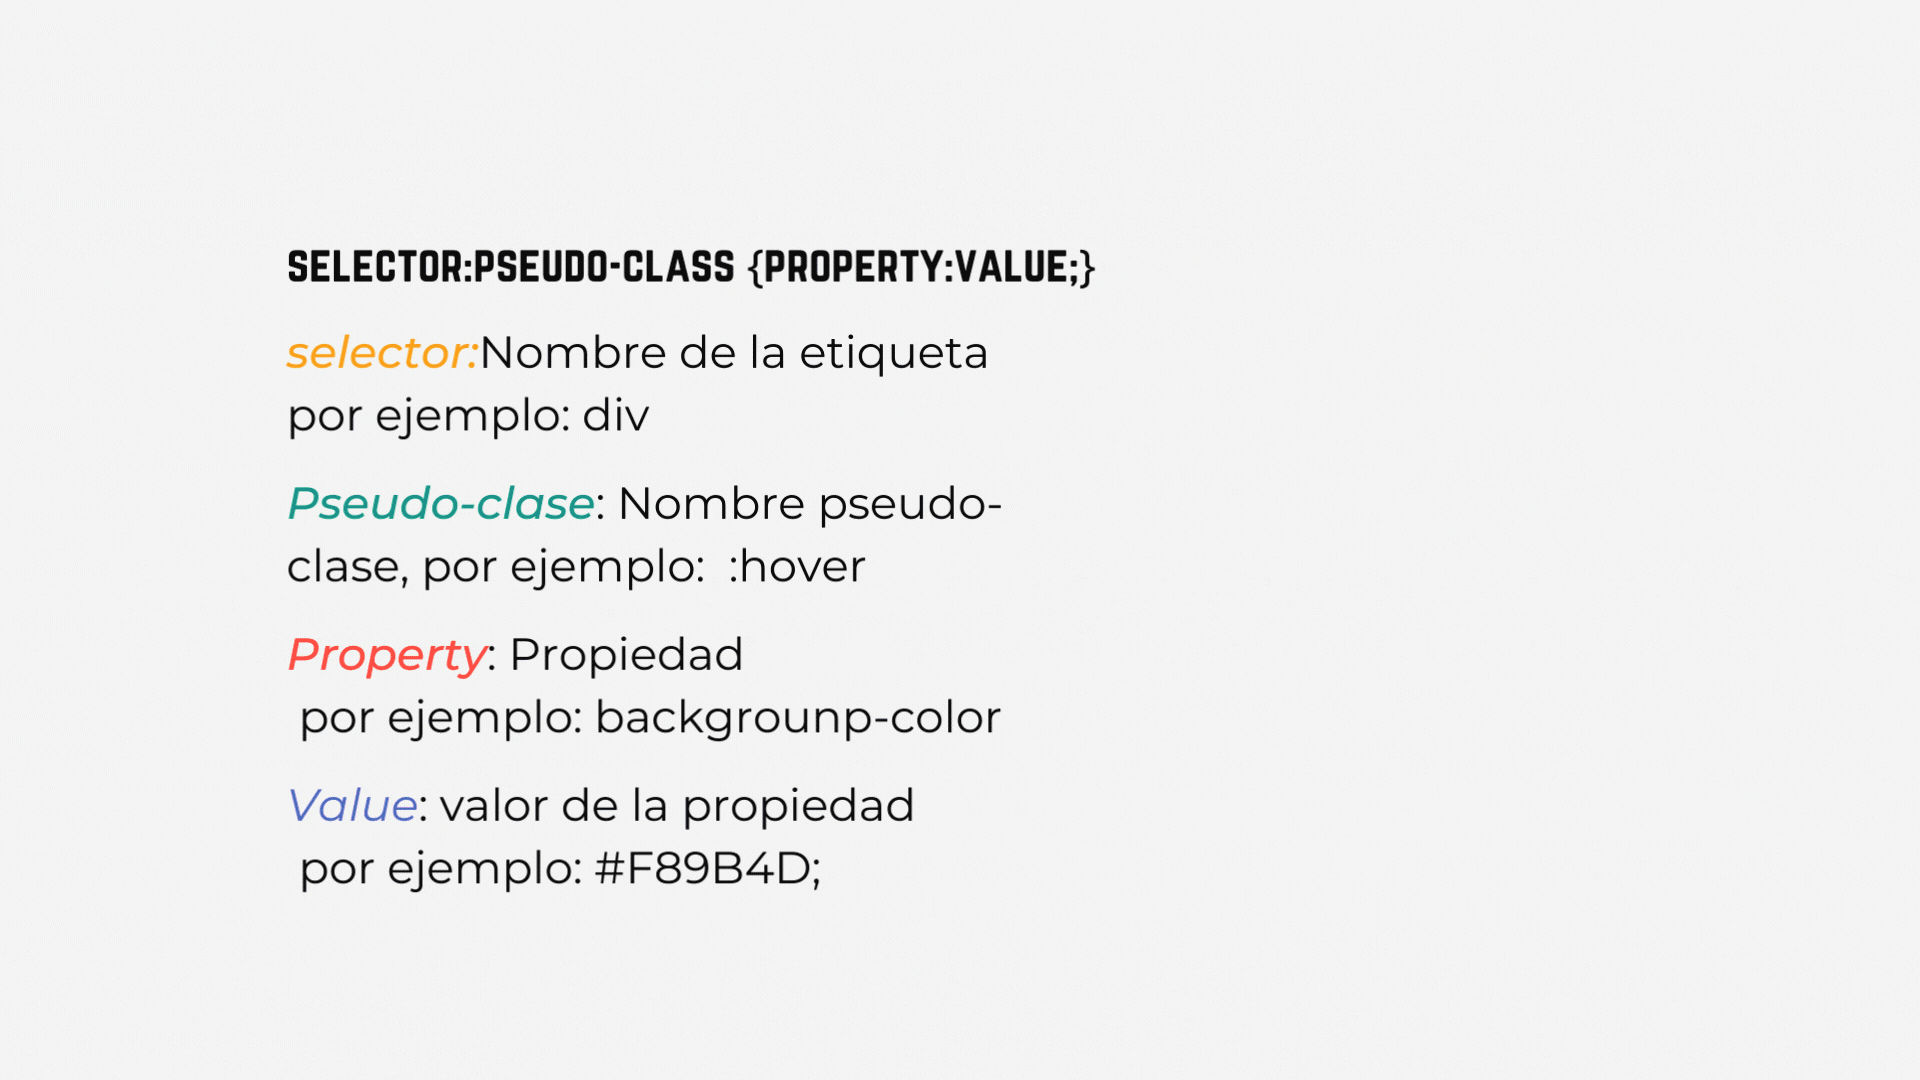 SELECTOR:PSEUDO-CLASS {PROPERTY:VALUE;}
selector:Nombre de la etiqueta
por ejemplo: div
Pseudo-clase: Nombre pseudo-
clase, por ejemplo:  :hover
Property: Propiedad
por ejemplo: backgrounp-color
Value: valor de la propiedad
por ejemplo: #F89B4D;